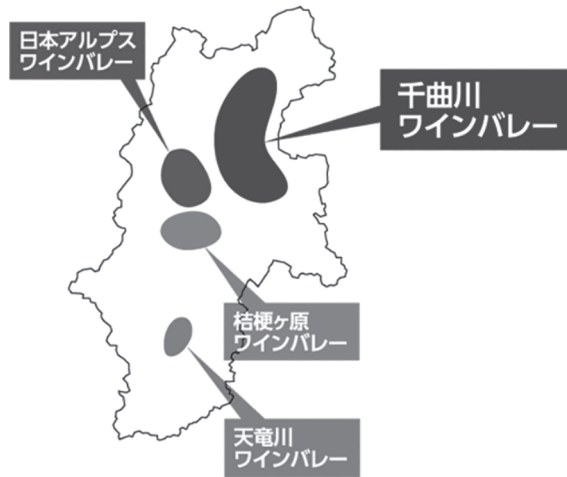 日本アルプス
ワインバレー
千曲川
ワインバレー
桔梗ヶ原
ワインバレー
天竜川
ワインバレー